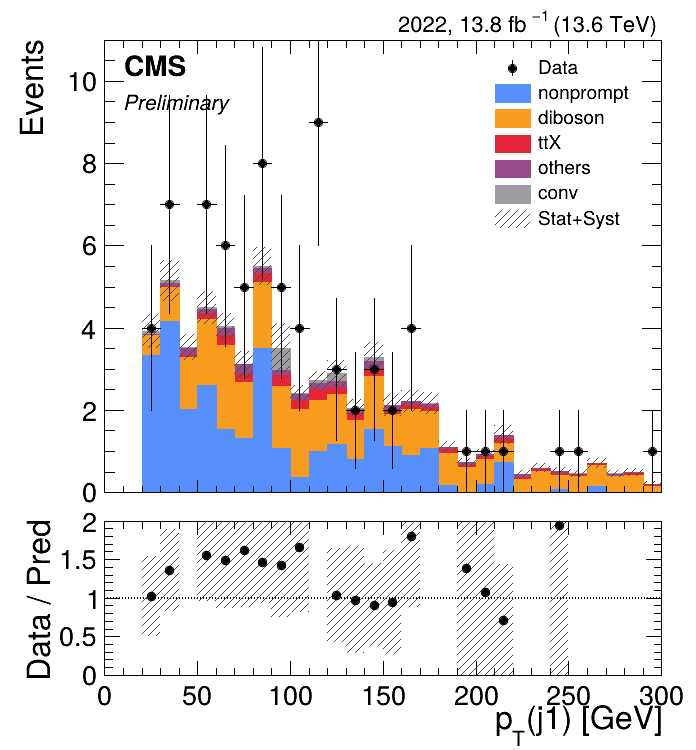 2022, 13.8 fb⁻¹ (13.6 TeV)
Events
CMS
Preliminary
Data
nonprompt
diboson
ttX
others
conv
Stat+Syst
10
8
6
4
2
0
Data / Pred
2
1.5
1
0.5
0
0 50 100 150 200 250 300
p_T(j1) [GeV]